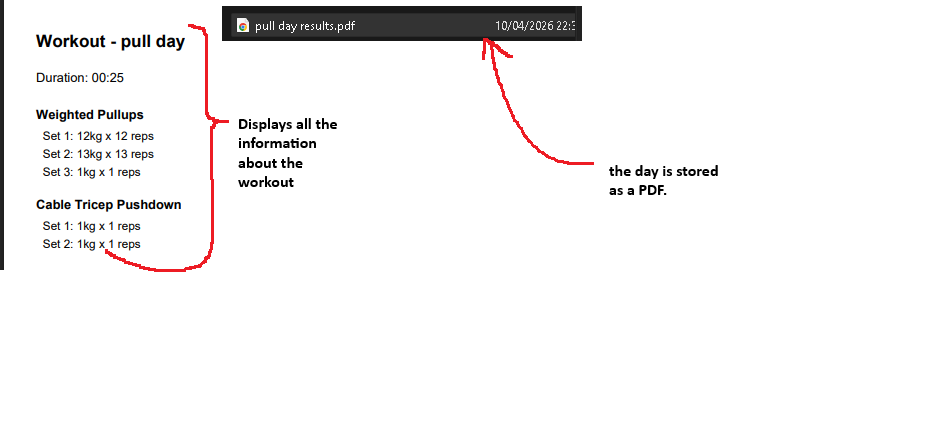 Workout - pull day
Duration: 00:25
Weighted Pullups
Set 1: 12kg x 12 reps
Set 2: 13kg x 13 reps
Set 3: 1kg x 1 reps
Cable Tricep Pushdown
Set 1: 1kg x 1 reps
Set 2: 1kg x 1 reps
pull day results.pdf
10/04/2026 22:3
Displays all the
information
about the
workout
the day is stored
as a PDF.